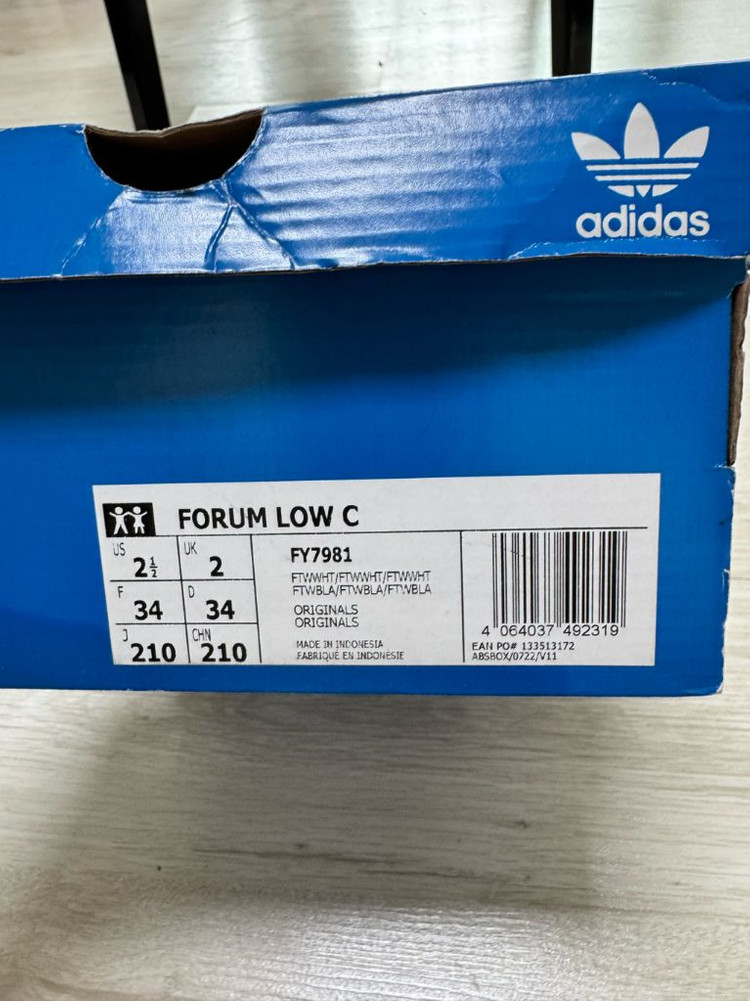 adidas
FORUM LOW C
US 2½ UK 2
F 34 D 34
J 210 CHN 210
FY7981
FTWWHT/FTWWHT/FTWWHT
FTWBLA/FTWBLA/FTWBLA
ORIGINALS
ORIGINALS
MADE IN INDONESIA
FABRIQUÉ EN INDONESIE
4 064037 492319
EAN PO# 133513172
ABSBOX/0722/V11